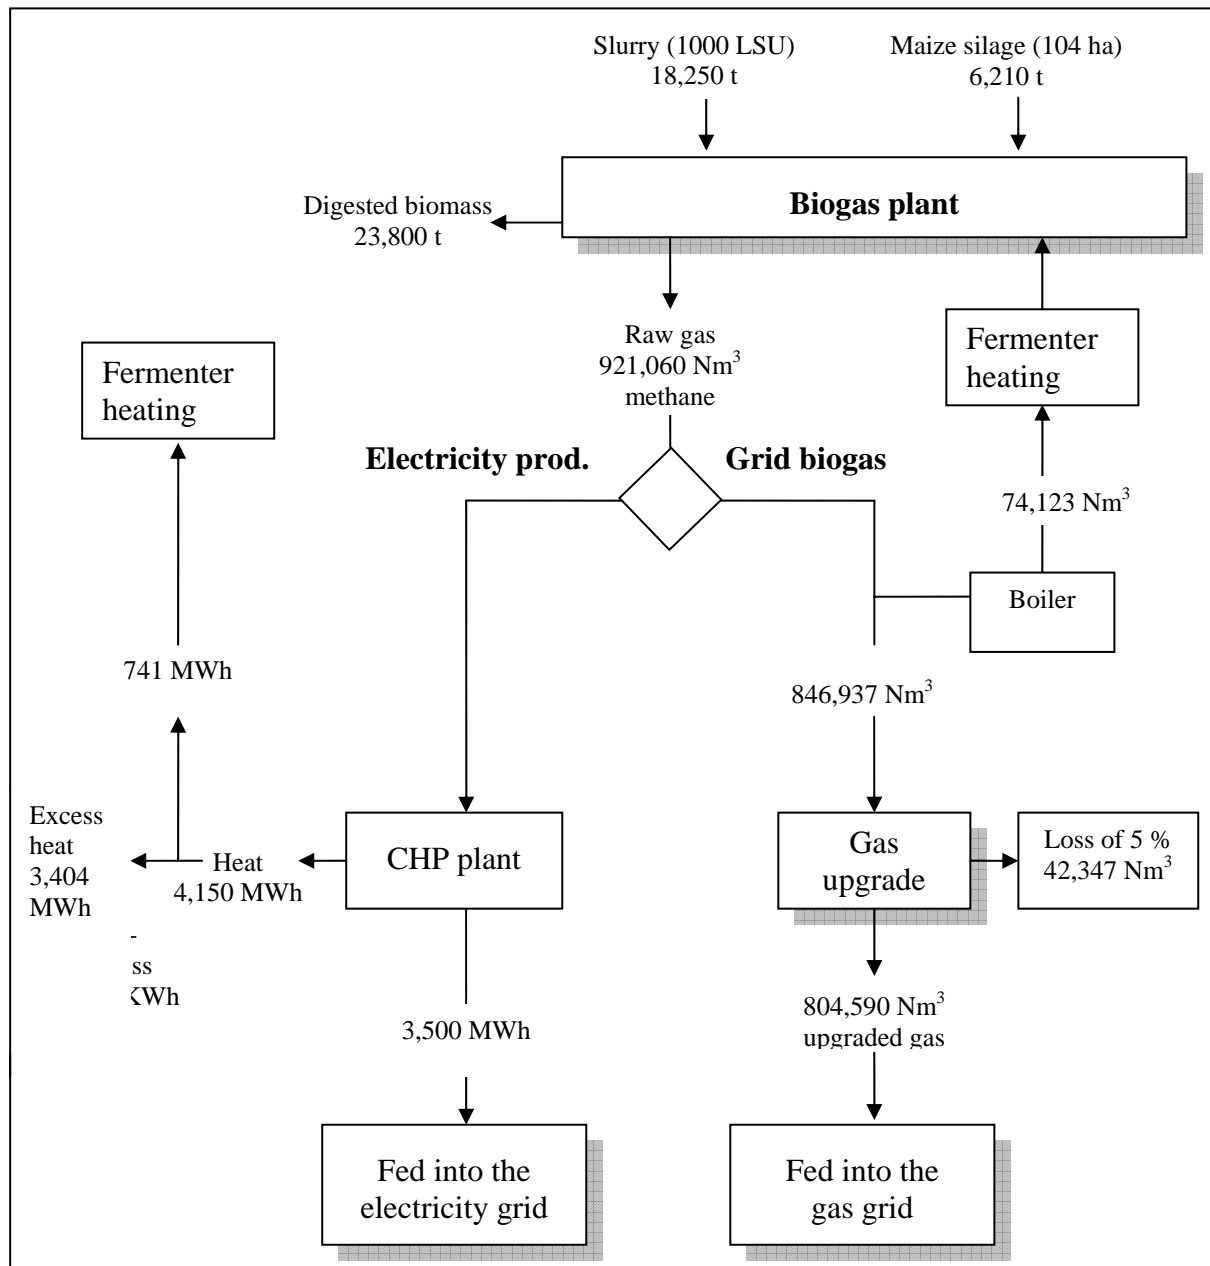 Slurry (1000 LSU)
18,250 t
Maize silage (104 ha)
6,210 t
Biogas plant
Digested biomass
23,800 t
Raw gas
921,060 Nm³
methane
Fermenter
heating
Fermenter
heating
Electricity prod.
Grid biogas
74,123 Nm³
Boiler
741 MWh
846,937 Nm³
Excess
heat
3,404
MWh
Heat
4,150 MWh
CHP plant
Gas
upgrade
Loss of 5 %
42,347 Nm³
ss
KWh
3,500 MWh
804,590 Nm³
upgraded gas
Fed into the
electricity grid
Fed into the
gas grid